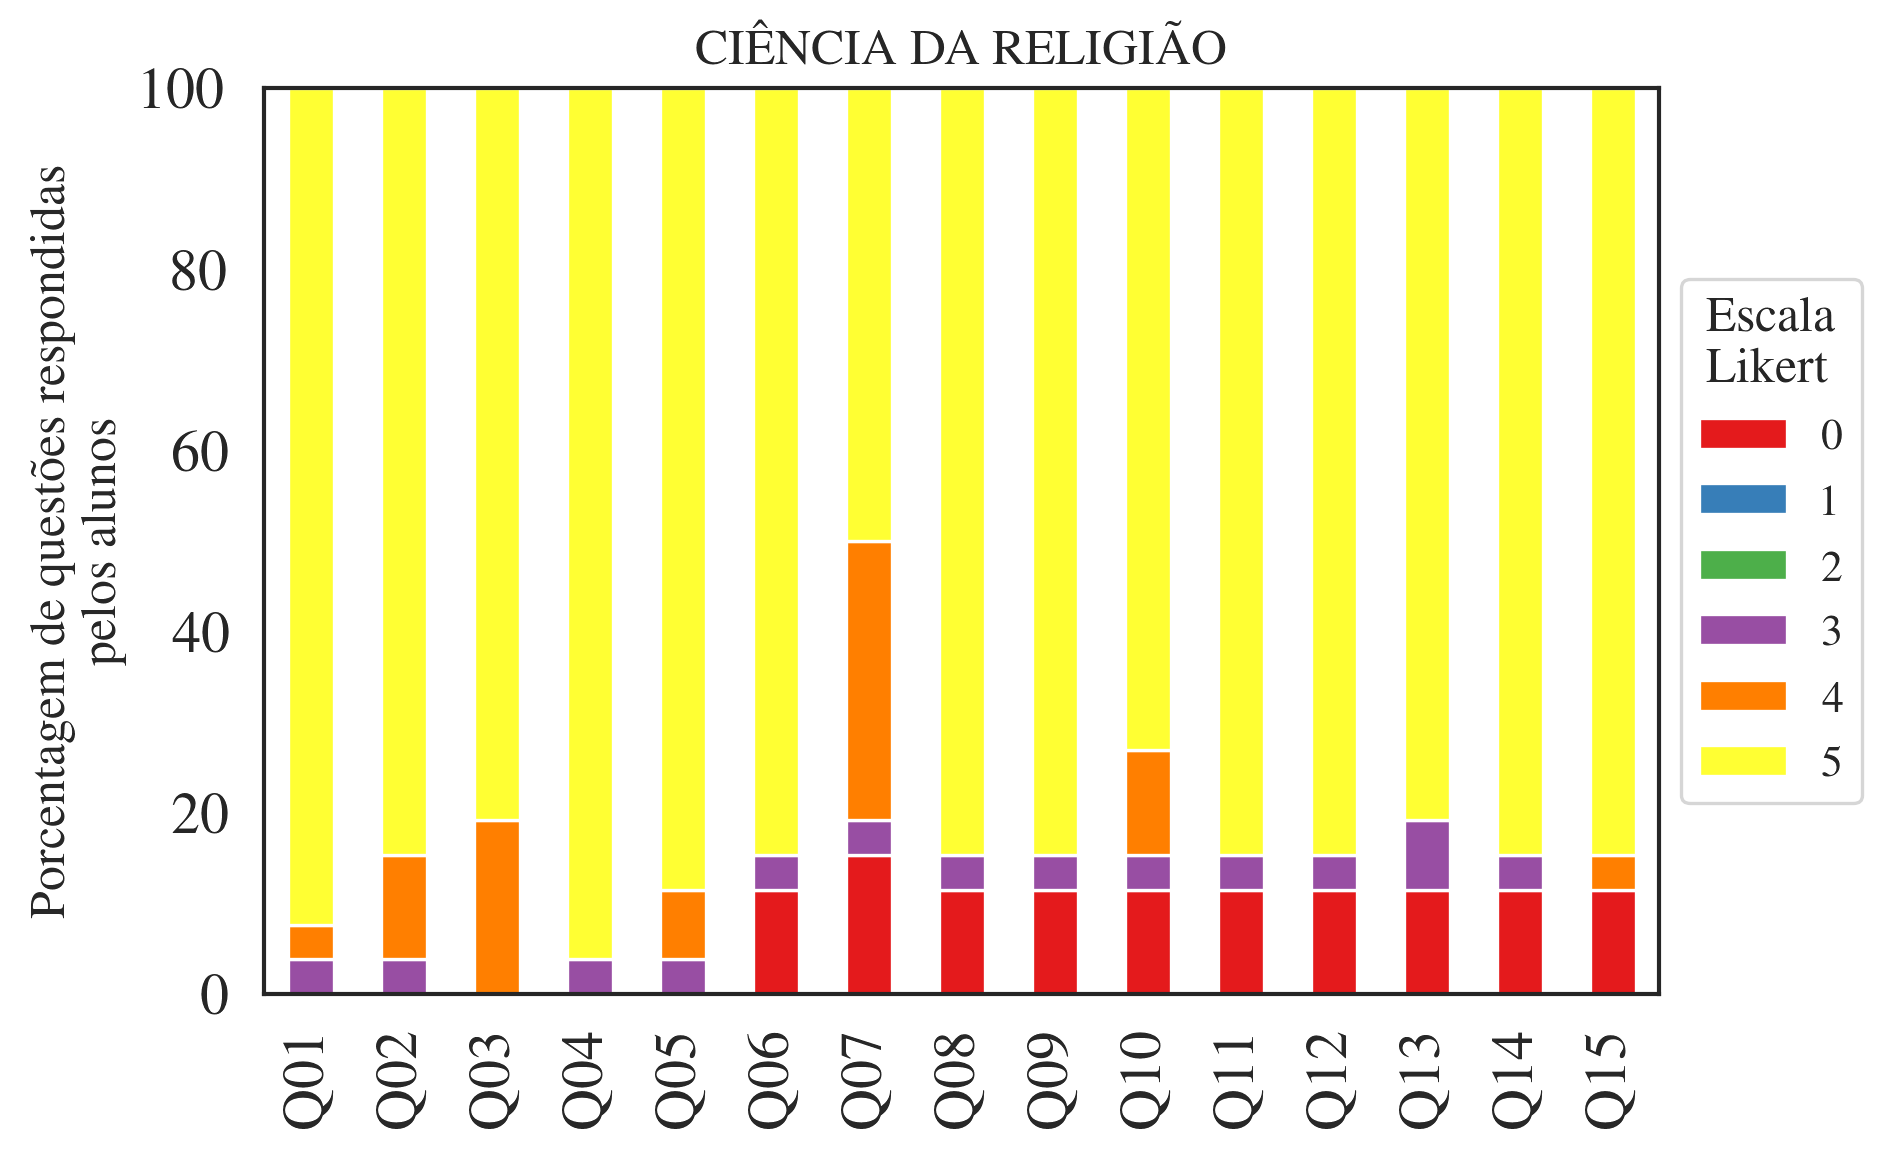 CIÊNCIA DA RELIGIÃO
Porcentagem de questões respondidas
pelos alunos
100
80
60
40
20
0
Q01
Q02
Q03
Q04
Q05
Q06
Q07
Q08
Q09
Q10
Q11
Q12
Q13
Q14
Q15
Escala
Likert
0
1
2
3
4
5